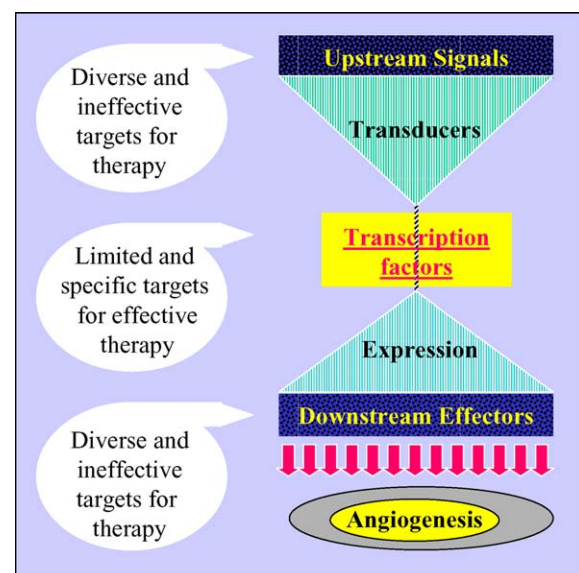 Diverse and
ineffective
targets for
therapy
Upstream Signals
Transducers
Limited and
specific targets
for effective
therapy
Transcription
factors
Expression
Diverse and
ineffective
targets for
therapy
Downstream Effectors
Angiogenesis